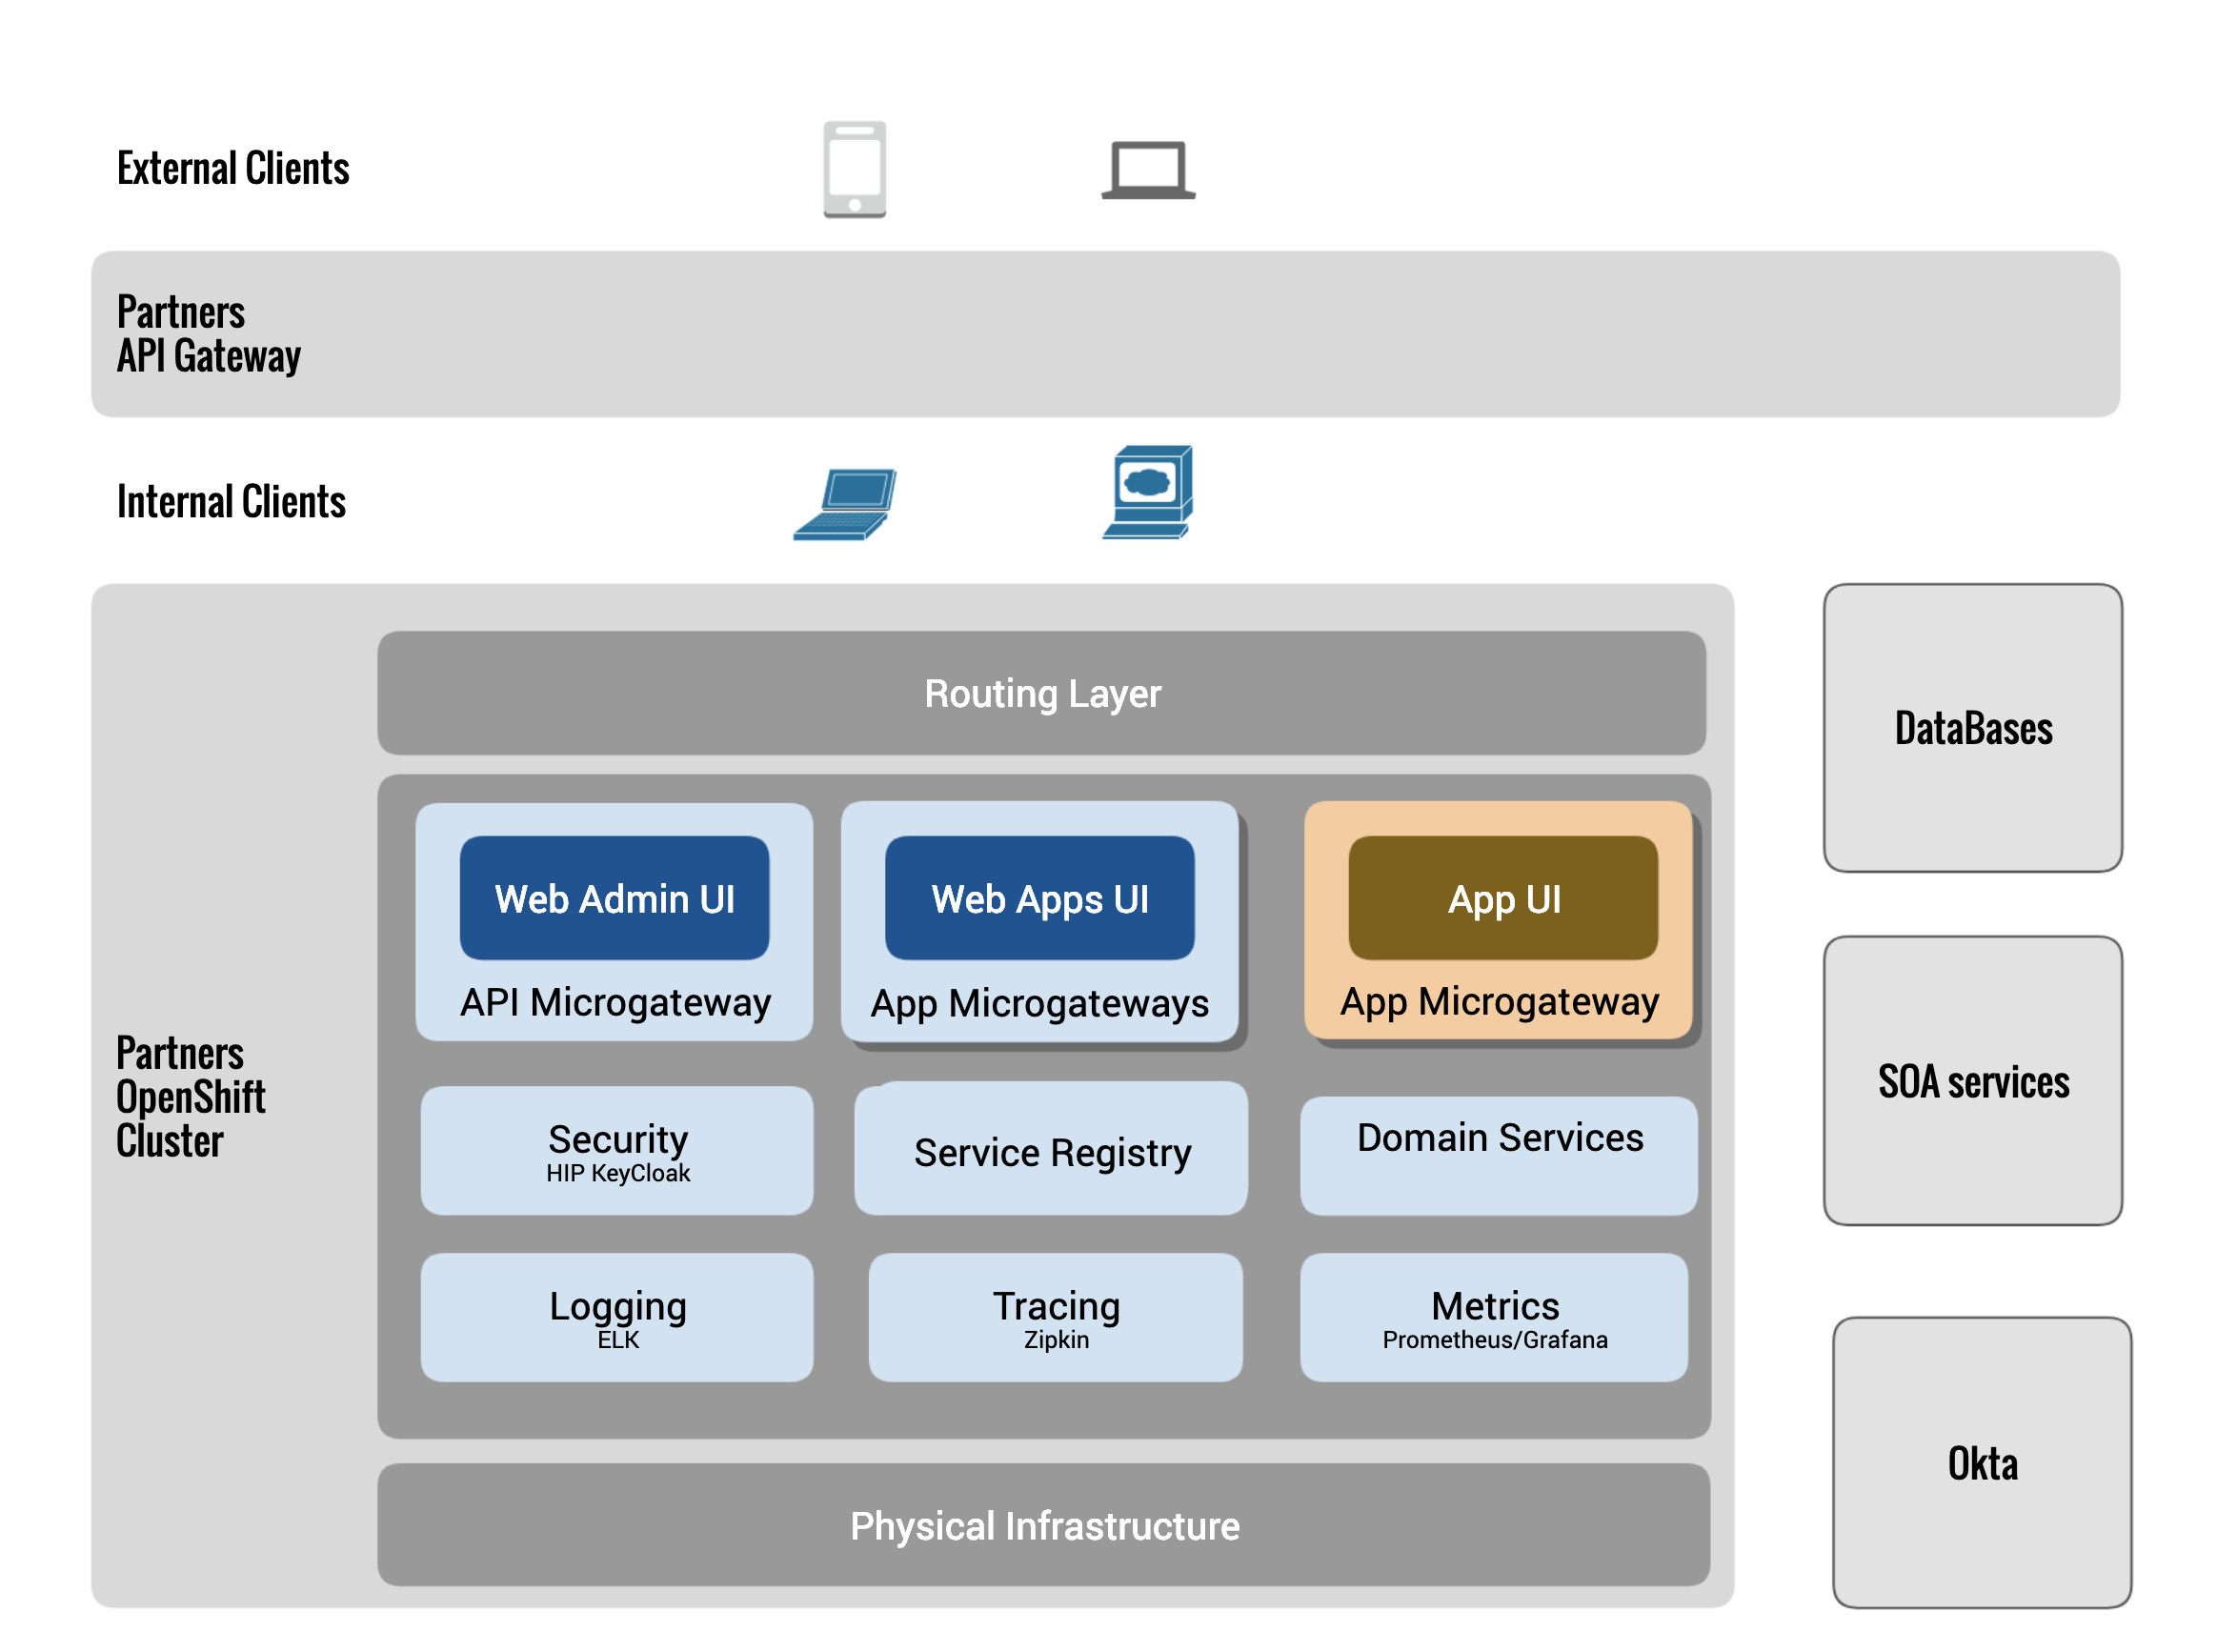 External Clients
Partners
API Gateway
Internal Clients
Routing Layer
Web Admin UI
API Microgateway
Web Apps UI
App Microgateways
App UI
App Microgateway
Partners
OpenShift
Cluster
Security
HIP KeyCloak
Service Registry
Domain Services
Logging
ELK
Tracing
Zipkin
Metrics
Prometheus/Grafana
Physical Infrastructure
DataBases
SOA services
Okta